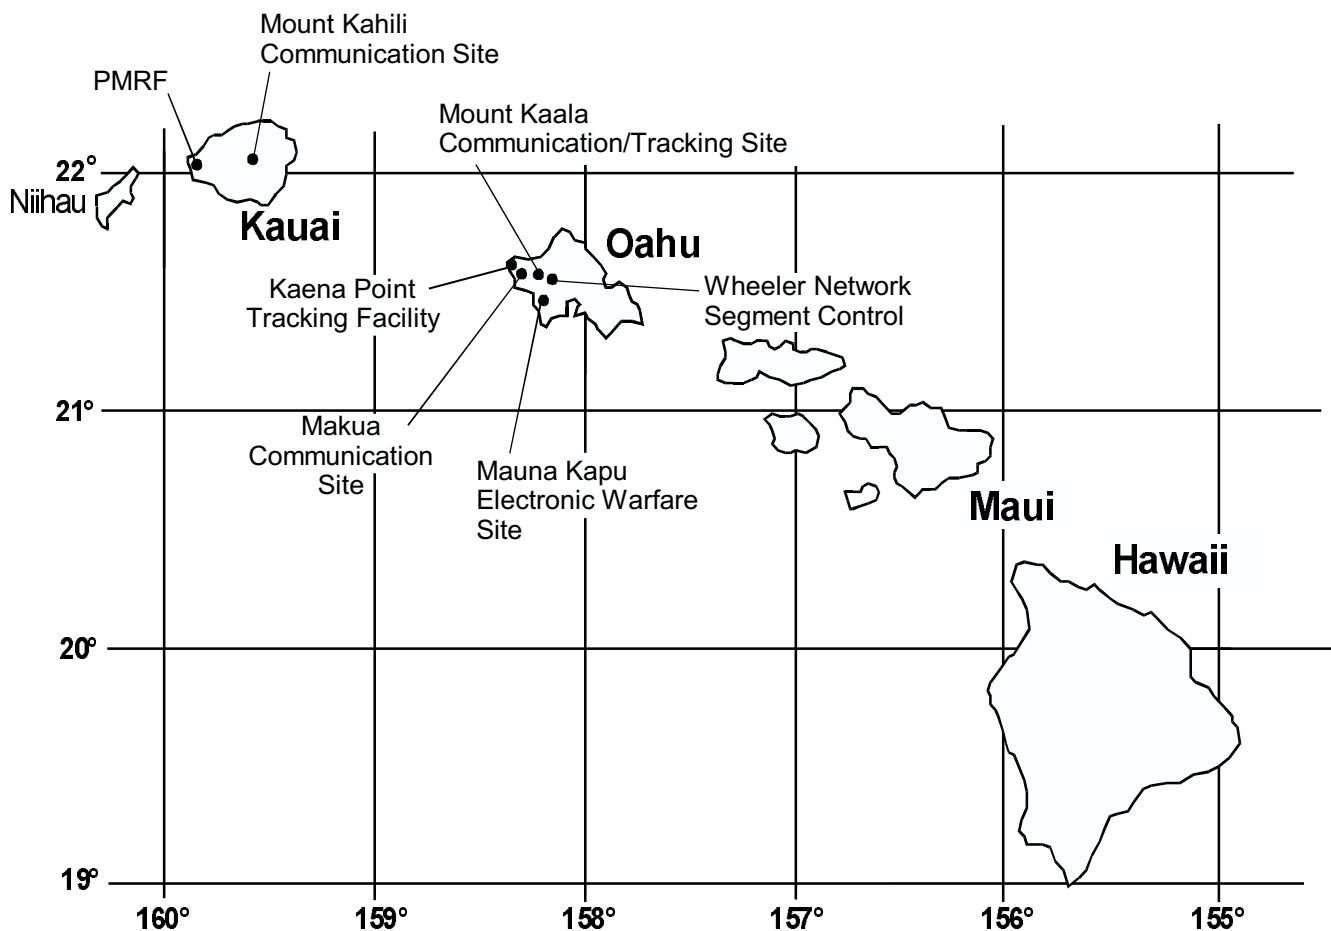 Mount Kahili
Communication Site
PMRF
Mount Kaala
Communication/Tracking Site
22°
Niihau
Kauai
Oahu
Kaena Point
Tracking Facility
Wheeler Network
Segment Control
21°
Makua
Communication
Site
Mauna Kapu
Electronic Warfare
Site
Maui
Hawaii
20°
19°
160°
159°
158°
157°
156°
155°